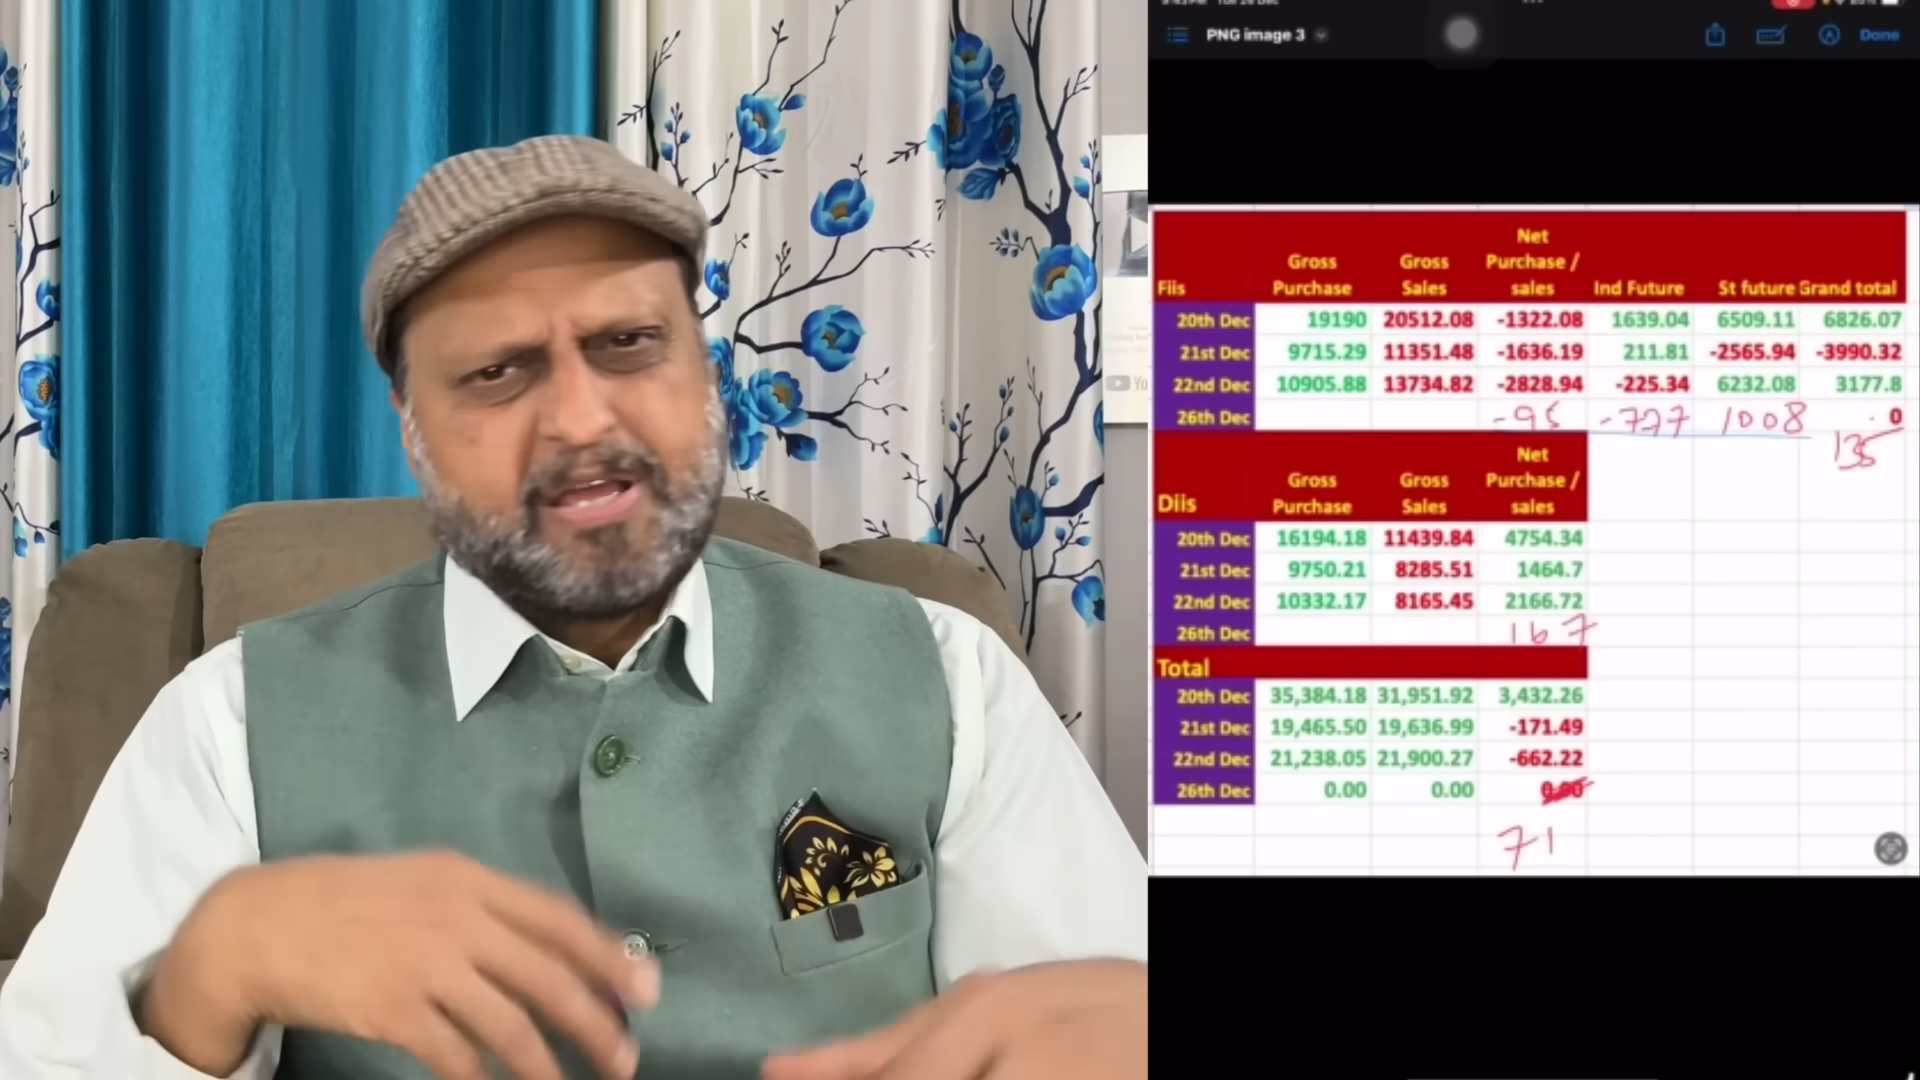 PNG image 3
Done
Fiis Gross Purchase Gross Sales Net Purchase / sales Ind Future St future Grand total
20th Dec 19190 20512.08 -1322.08 1639.04 6509.11 6826.07
21st Dec 9715.29 11351.48 -1636.19 211.81 -2565.94 -3990.32
22nd Dec 10905.88 13734.82 -2828.94 -225.34 6232.08 3177.8
26th Dec -95 -777 1008 0
135
Diis Gross Purchase Gross Sales Net Purchase / sales
20th Dec 16194.18 11439.84 4754.34
21st Dec 9750.21 8285.51 1464.7
22nd Dec 10332.17 8165.45 2166.72
26th Dec 167
Total
20th Dec 35,384.18 31,951.92 3,432.26
21st Dec 19,465.50 19,636.99 -171.49
22nd Dec 21,238.05 21,900.27 -662.22
26th Dec 0.00 0.00 0.00
71